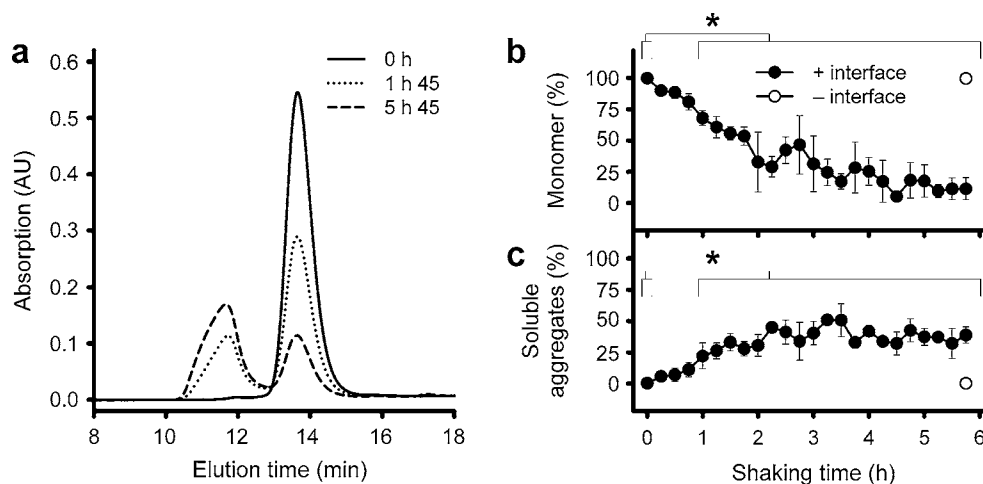 a
0.6
0.5
0.4
0.3
0.2
0.1
0.0
Absorption (AU)
0 h
1 h 45
5 h 45
8 10 12 14 16 18
Elution time (min)
b
*
100
75
50
25
0
Monomer (%)
+ interface
– interface
c
*
100
75
50
25
0
Soluble
aggregates (%)
0 1 2 3 4 5 6
Shaking time (h)